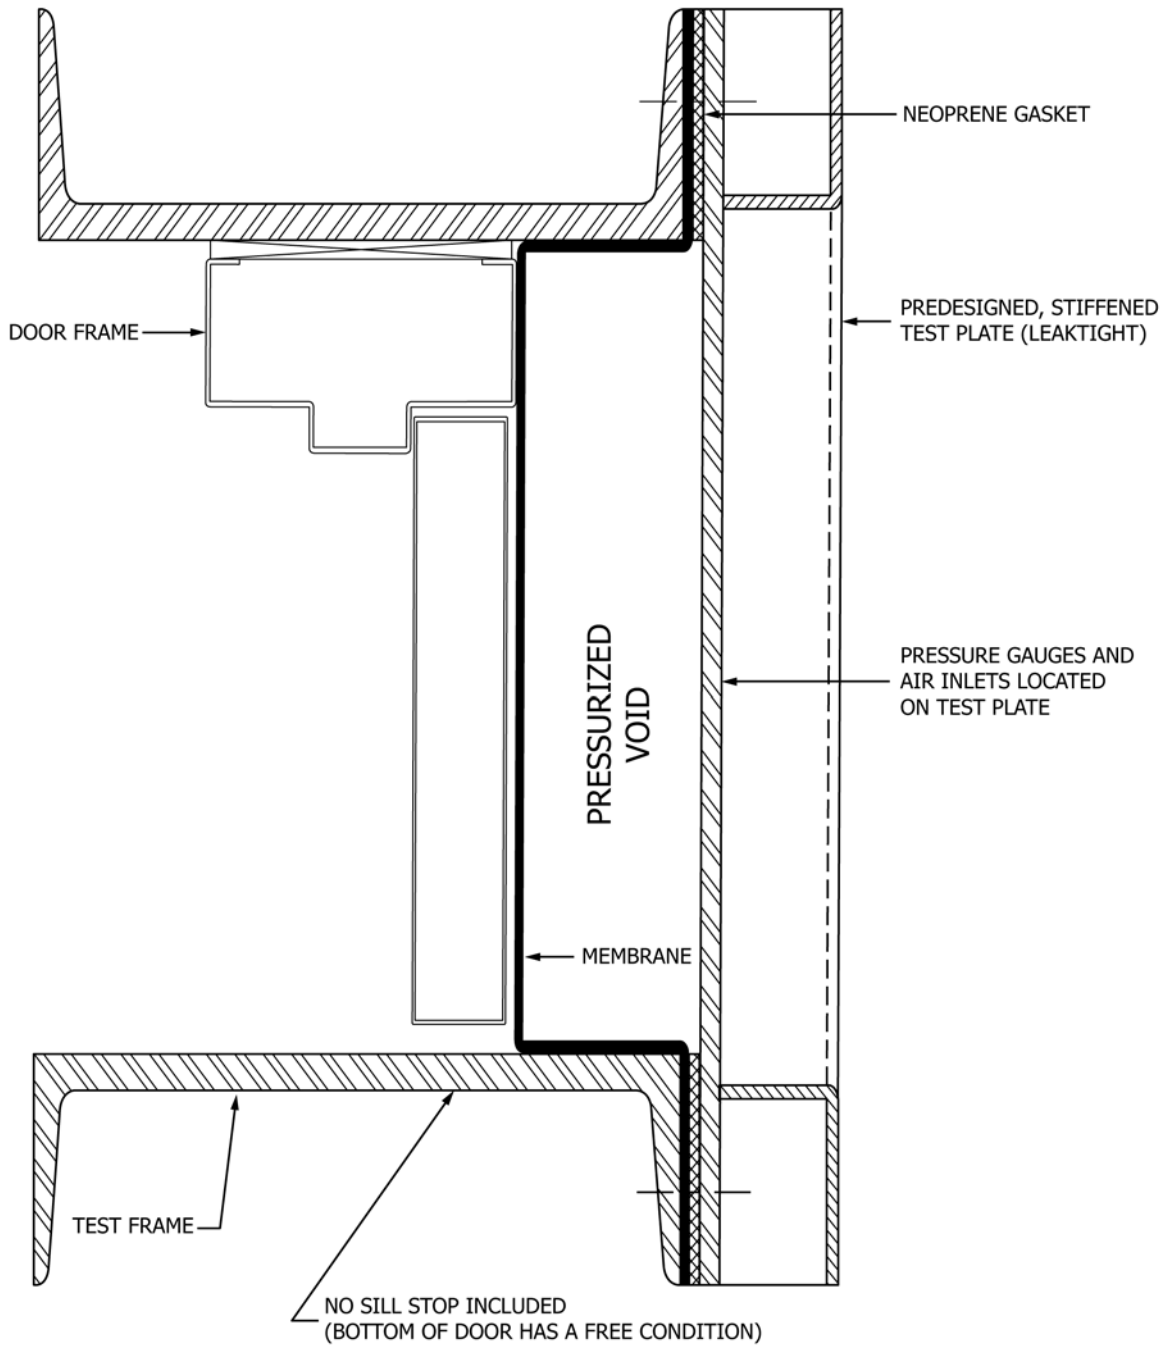 NEOPRENE GASKET
PREDESIGNED, STIFFENED
TEST PLATE (LEAKTIGHT)
DOOR FRAME
PRESSURIZED
VOID
PRESSURE GAUGES AND
AIR INLETS LOCATED
ON TEST PLATE
MEMBRANE
TEST FRAME
NO SILL STOP INCLUDED
(BOTTOM OF DOOR HAS A FREE CONDITION)